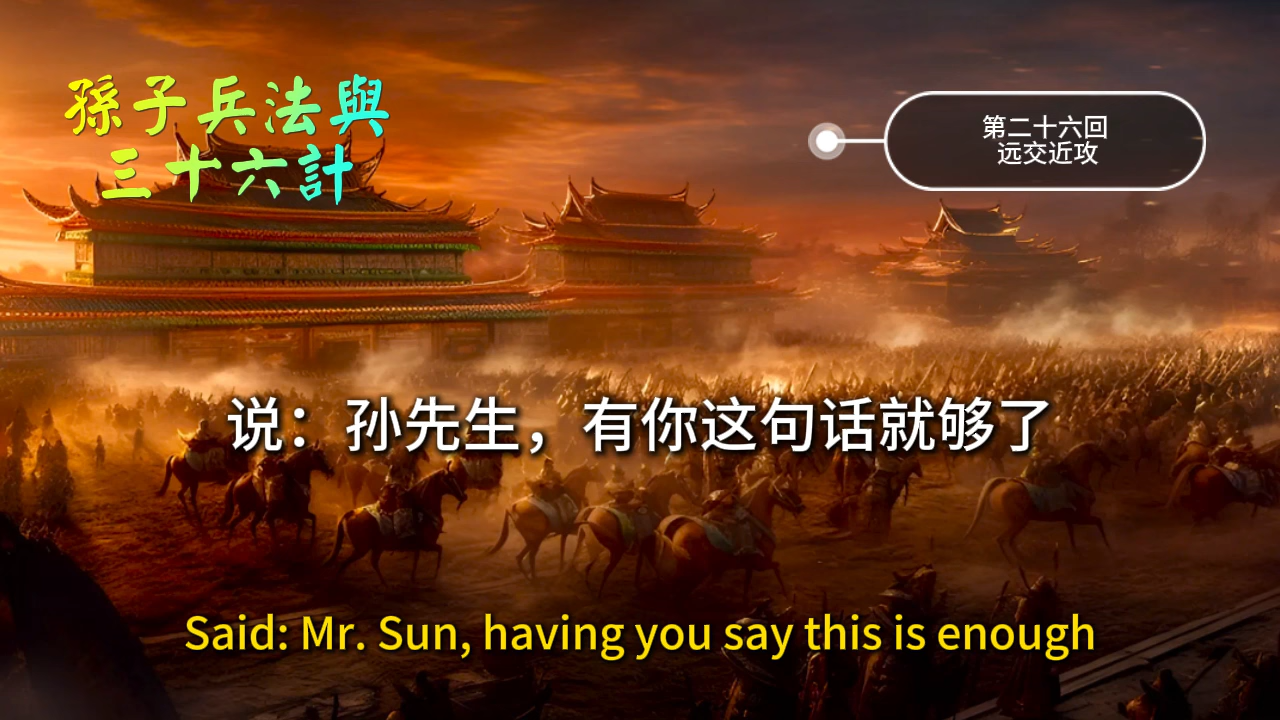 孫子兵法與
三十六計
第二十六回
远交近攻
说：孙先生，有你这句话就够了
Said: Mr. Sun, having you say this is enough